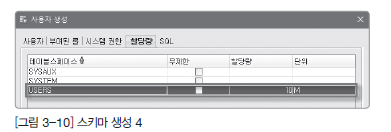 사용자 생성
사용자 부여된 롤 시스템 권한 할당량 SQL
테이블스페이스 무제한 할당량 단위
SYSAUX
SYSTEM
USERS 10 M
[그림 3-10] 스키마 생성 4